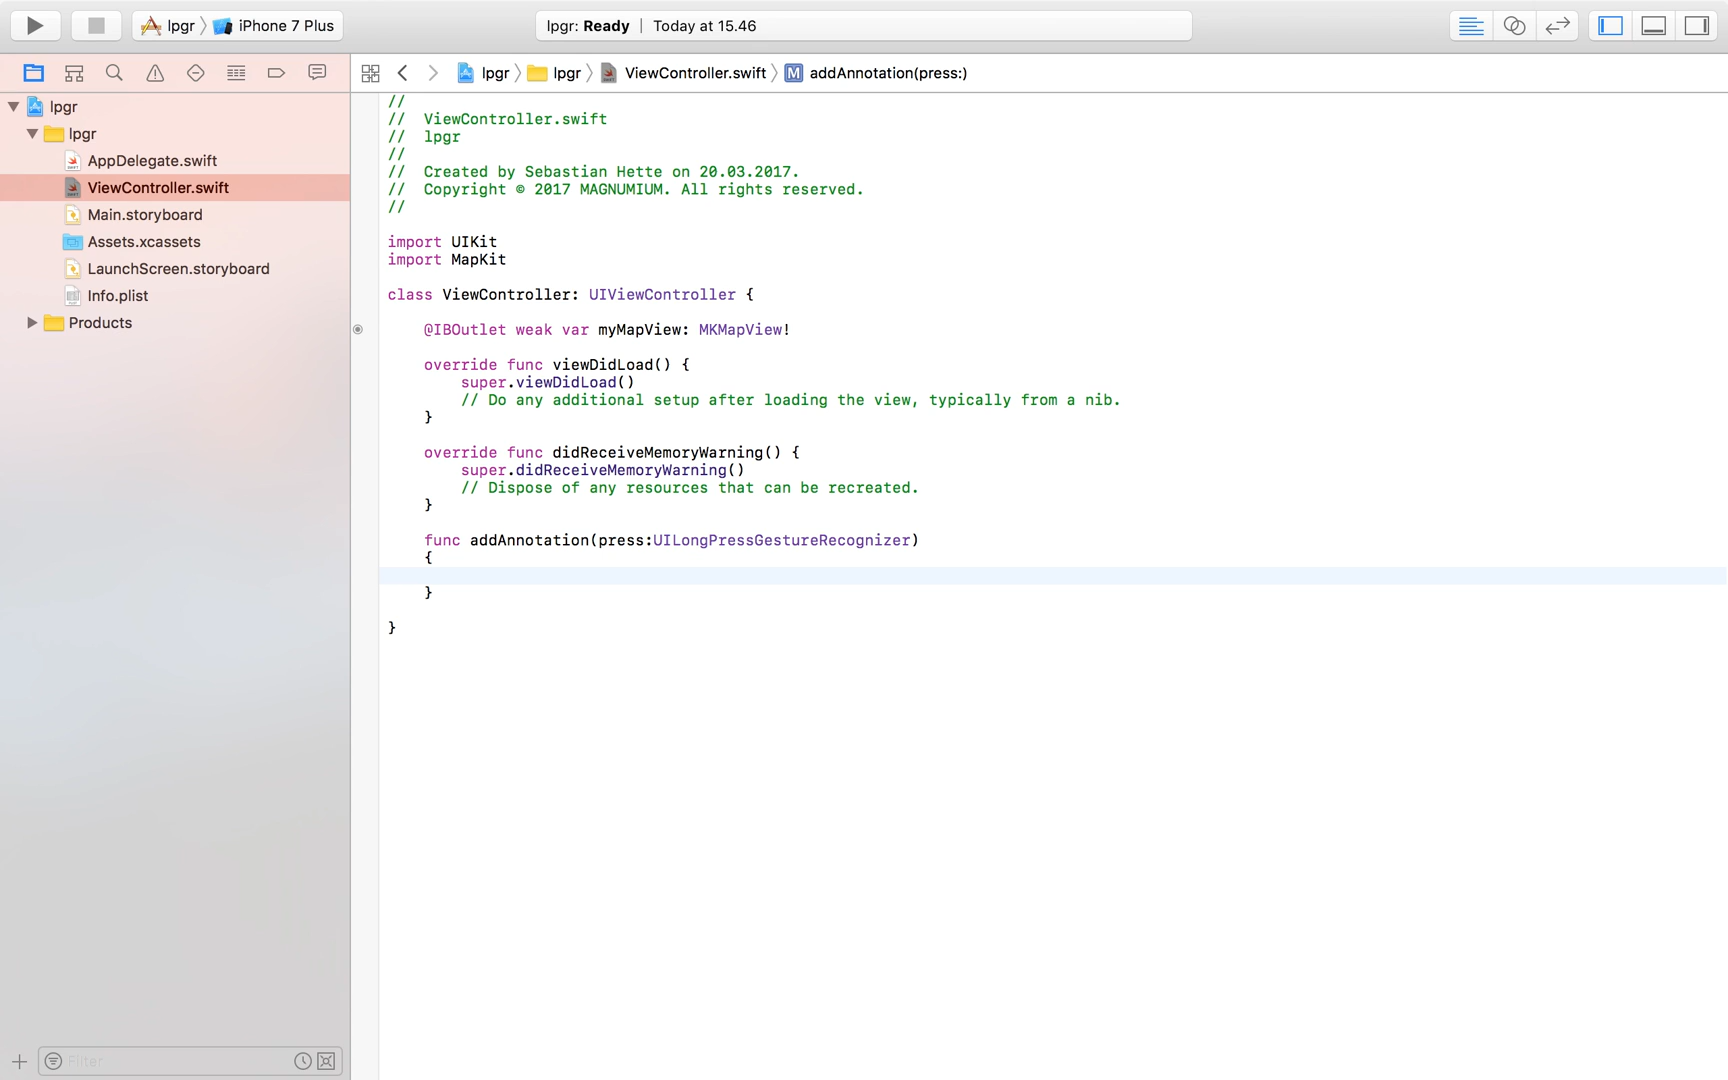 lpgr iPhone 7 Plus
lpgr: Ready | Today at 15.46
lpgr lpgr ViewController.swift M addAnnotation(press:)
lpgr
lpgr
AppDelegate.swift
ViewController.swift
Main.storyboard
Assets.xcassets
LaunchScreen.storyboard
Info.plist
Products
Filter
//
//  ViewController.swift
//  lpgr
//
//  Created by Sebastian Hette on 20.03.2017.
//  Copyright © 2017 MAGNUMIUM. All rights reserved.
//
import UIKit
import MapKit
class ViewController: UIViewController {
@IBOutlet weak var myMapView: MKMapView!
override func viewDidLoad() {
super.viewDidLoad()
// Do any additional setup after loading the view, typically from a nib.
}
override func didReceiveMemoryWarning() {
super.didReceiveMemoryWarning()
// Dispose of any resources that can be recreated.
}
func addAnnotation(press:UILongPressGestureRecognizer)
{
}
}